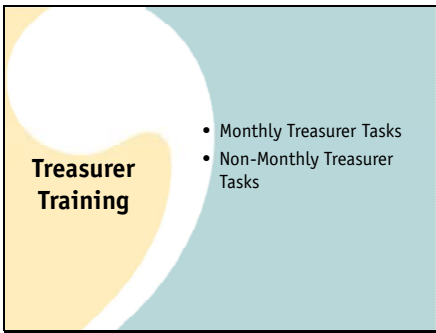 Treasurer
Training
• Monthly Treasurer Tasks
• Non-Monthly Treasurer
Tasks